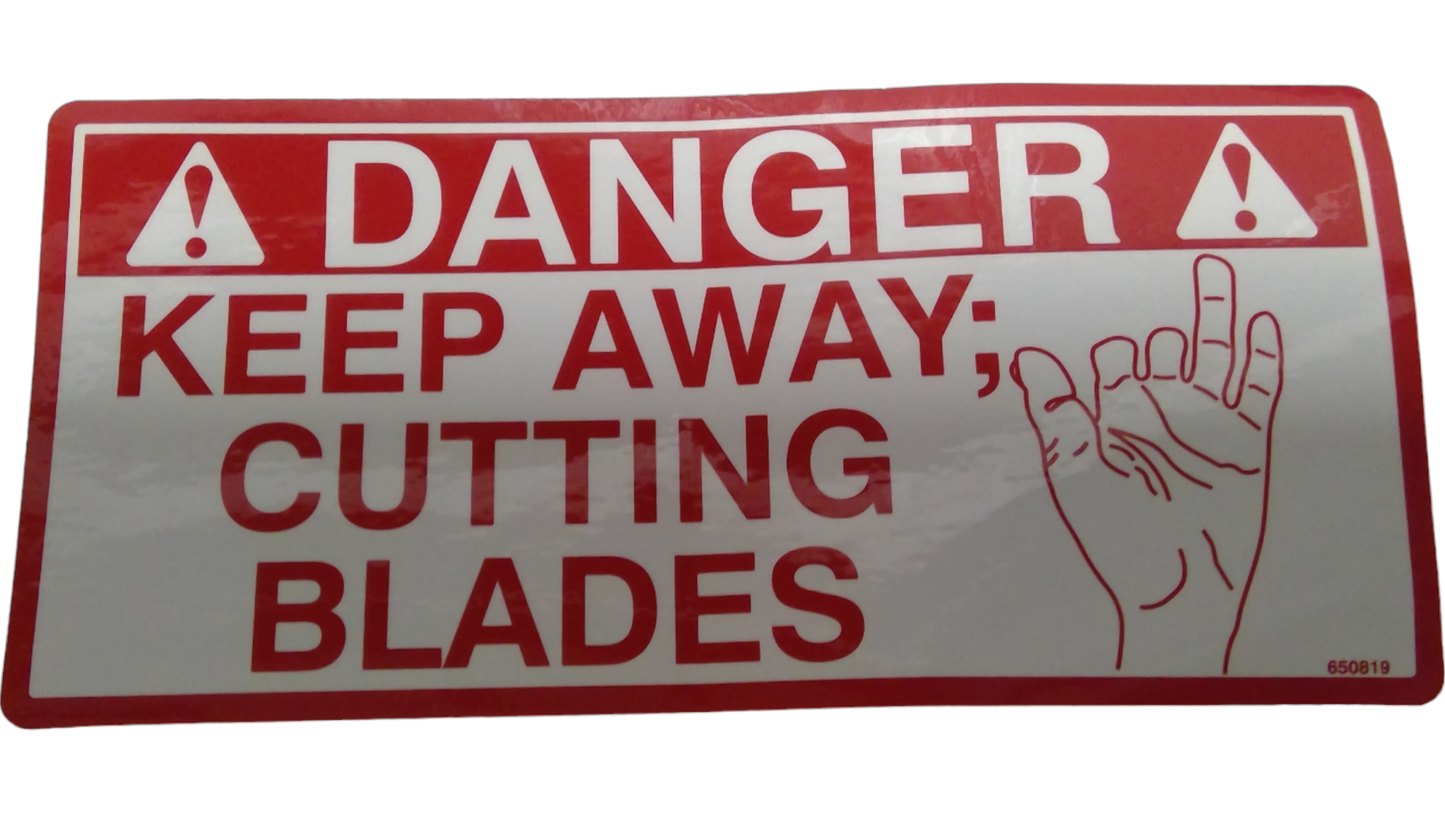 DANGER
KEEP AWAY;
CUTTING
BLADES
650819